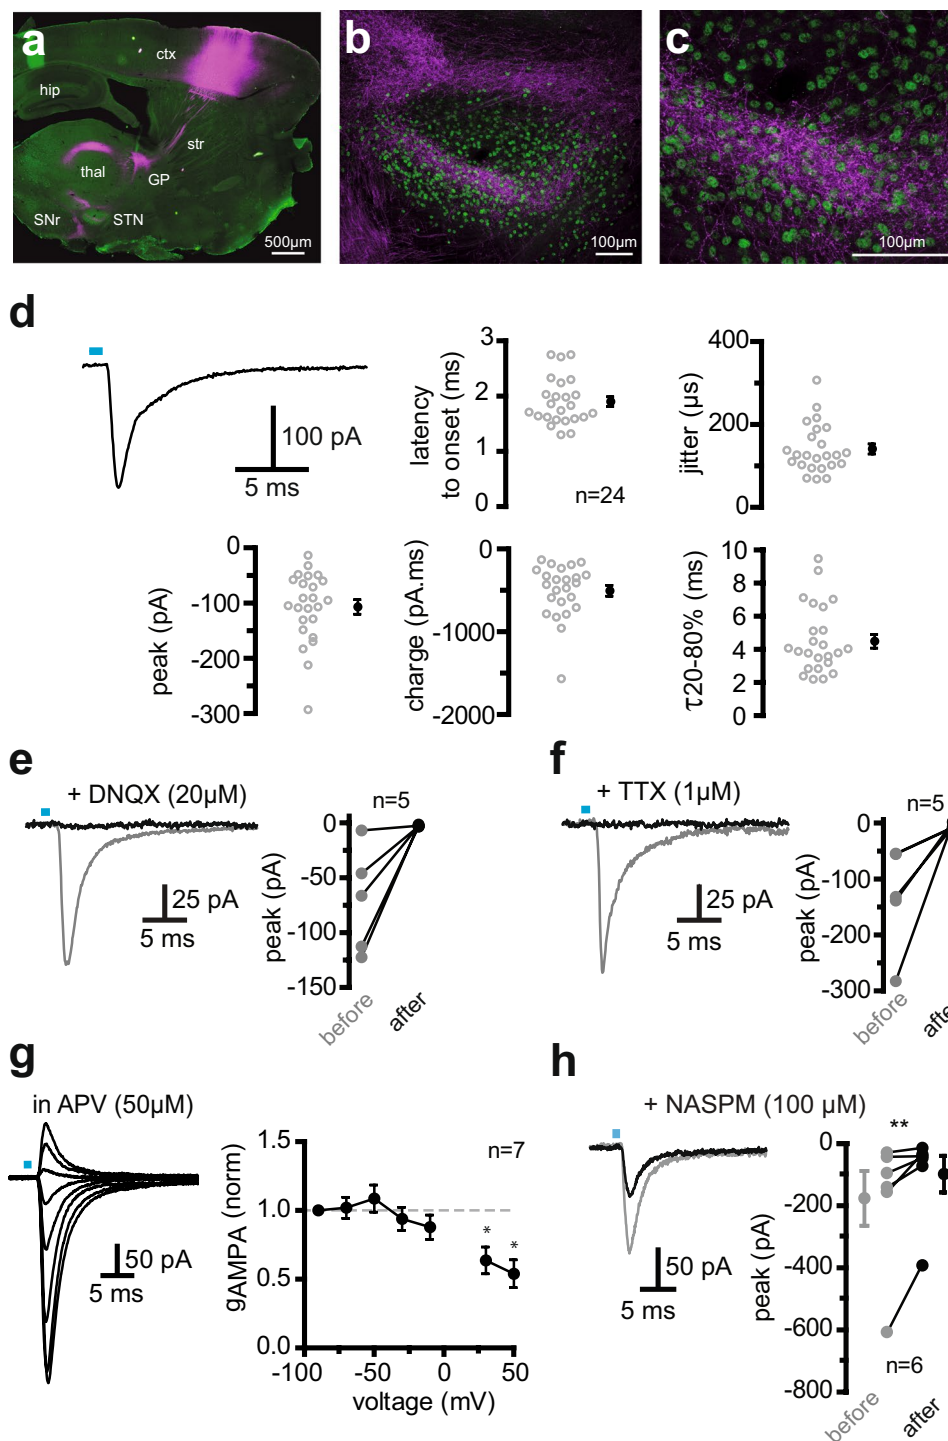 a
ctx
hip
str
thal
GP
SNr
STN
500µm
b
100µm
c
100µm
d
100 pA
5 ms
latency
to onset (ms)
3
2
1
0
n=24
jitter (µs)
400
200
0
peak (pA)
0
-100
-200
-300
charge (pA.ms)
0
-1000
-2000
τ20-80% (ms)
10
8
6
4
2
0
e
+ DNQX (20µM)
25 pA
5 ms
n=5
peak (pA)
0
-50
-100
-150
before
after
f
+ TTX (1µM)
25 pA
5 ms
n=5
peak (pA)
0
-100
-200
-300
before
after
g
in APV (50µM)
50 pA
5 ms
n=7
gAMPA (norm)
1.5
1.0
0.5
0.0
* *
-100
-50
0
50
voltage (mV)
h
+ NASPM (100 µM)
50 pA
5 ms
**
peak (pA)
0
-200
-400
-600
-800
n=6
before
after